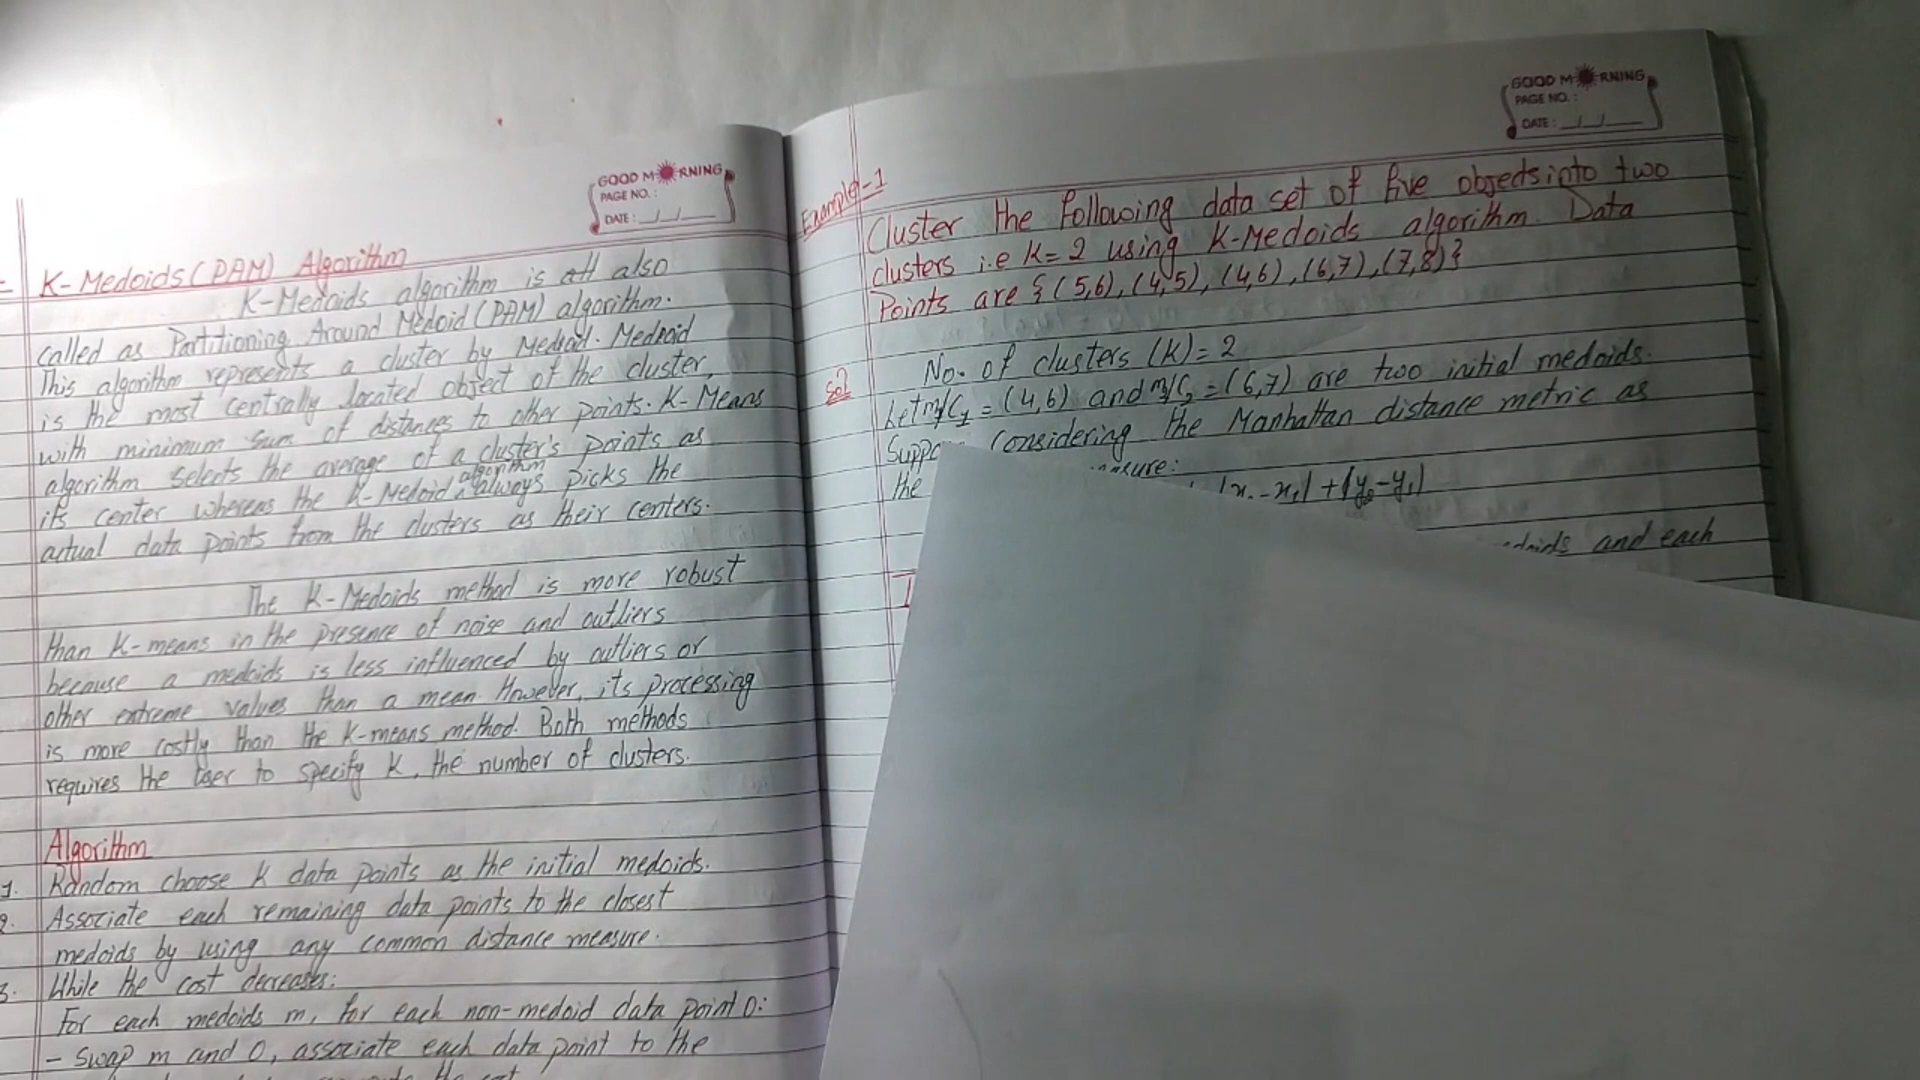 GOOD MORNING
PAGE NO. :
DATE :
K-Medoids (PAM) Algorithm
K-Medoids algorithm is also
called as Partitioning Around Medoid (PAM) algorithm.
This algorithm represents a cluster by Medoid. Medoid
is the most centrally located object of the cluster,
with minimum sum of distances to other points. K-Means
algorithm selects the average of a cluster's points as
its center whereas the K-Medoid algorithm always picks the
actual data points from the clusters as their centers.
The K-Medoids method is more robust
than K-means in the presence of noise and outliers
because a medoids is less influenced by outliers or
other extreme values than a mean. However, its processing
is more costly than the K-means method. Both methods
requires the user to specify K, the number of clusters.
Algorithm
1. Random choose K data points as the initial medoids.
2. Associate each remaining data points to the closest
medoids by using any common distance measure.
3. While the cost decreases:
For each medoids m, for each non-medoid data point O:
- Swap m and O, associate each data point to the
GOOD MORNING
PAGE NO. :
DATE :
Example-1
Cluster the following data set of five objects into two
clusters i.e K=2 using K-Medoids algorithm. Data
Points are {(5,6), (4,5), (4,6), (6,7), (7,8)}
Sol
No. of clusters (K)=2
Let m/C1 = (4,6) and m/C2 = (6,7) are two initial medoids.
Considering the Manhattan distance metric as
the
+|y2-y1|
and each